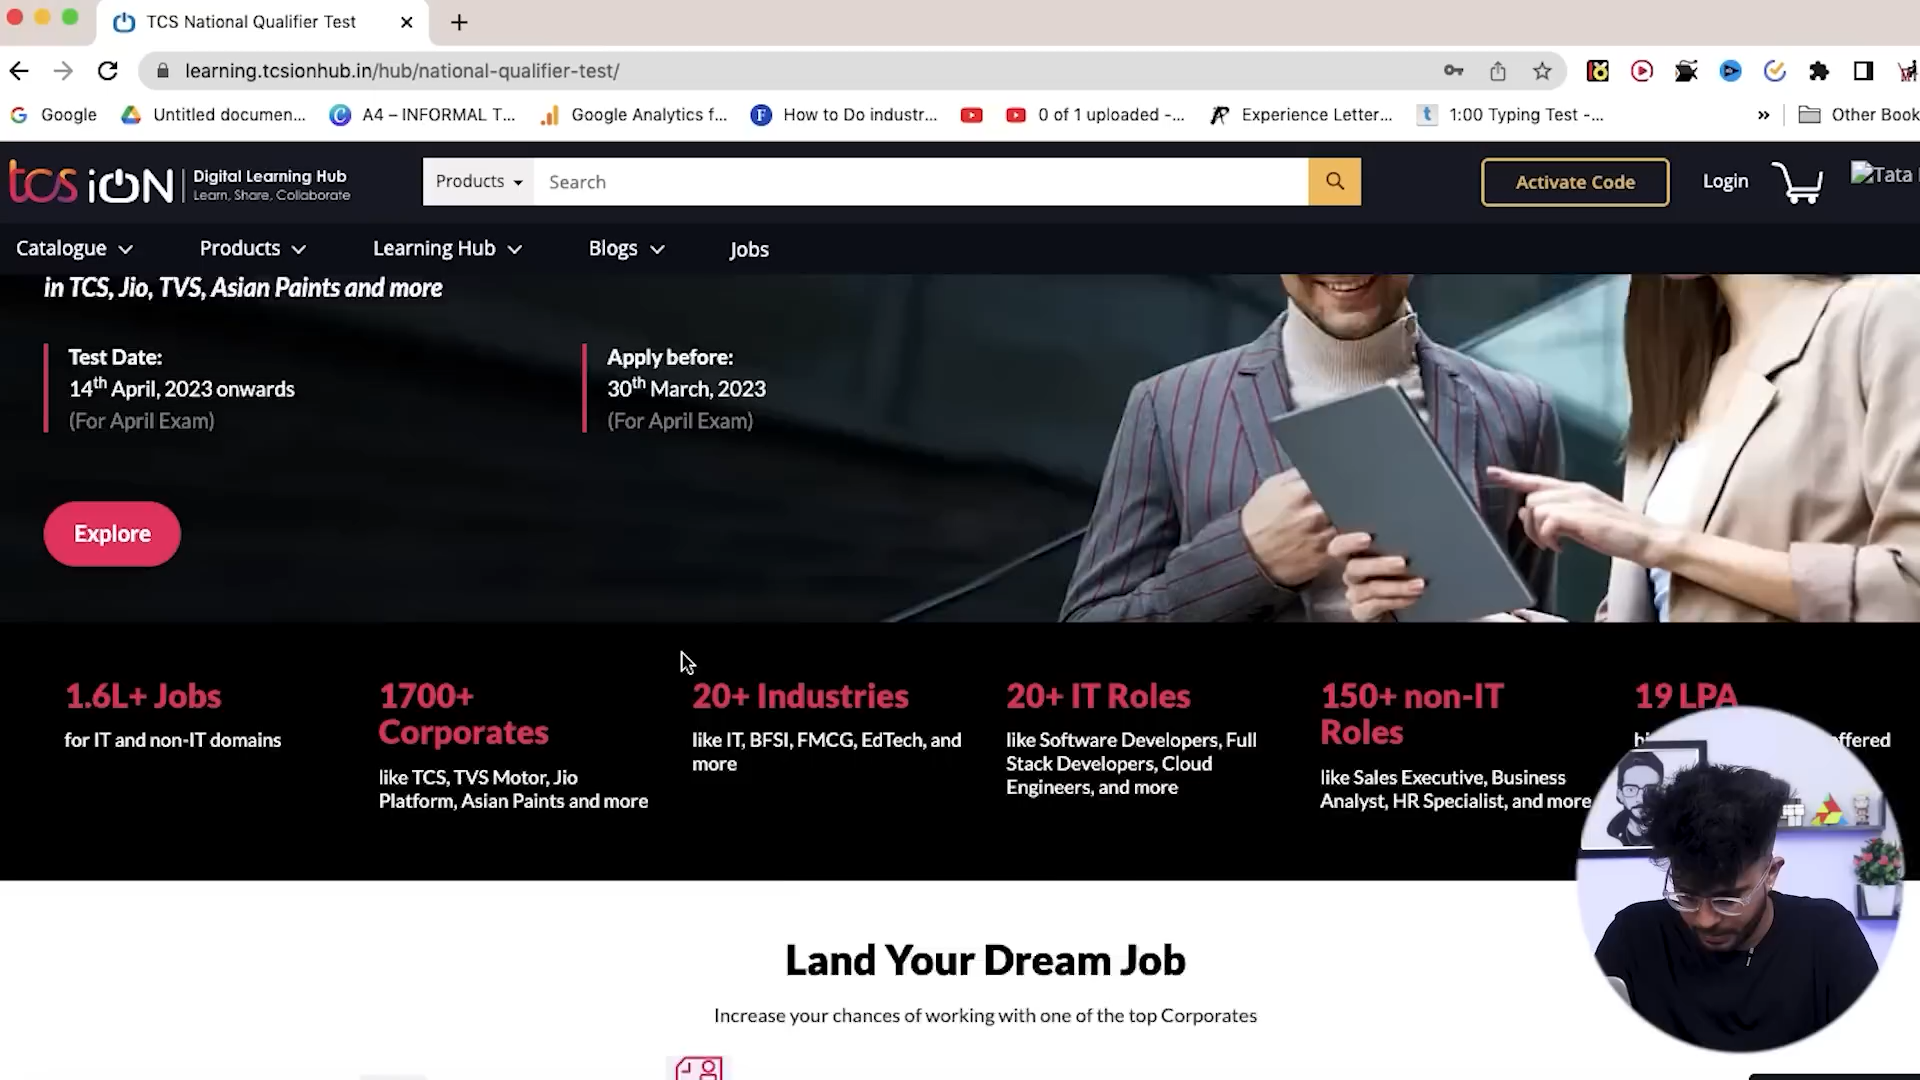 TCS National Qualifier Test
learning.tcsionhub.in/hub/national-qualifier-test/
Google
Untitled documen...
A4 – INFORMAL T...
Google Analytics f...
How to Do industr...
0 of 1 uploaded -...
Experience Letter...
1:00 Typing Test -...
»
Other Book
tcs iON
Digital Learning Hub
Learn, Share, Collaborate
Products
Search
Activate Code
Login
Tata
Catalogue
Products
Learning Hub
Blogs
Jobs
in TCS, Jio, TVS, Asian Paints and more
Test Date:
14th April, 2023 onwards
(For April Exam)
Apply before:
30th March, 2023
(For April Exam)
Explore
1.6L+ Jobs
for IT and non-IT domains
1700+
Corporates
like TCS, TVS Motor, Jio
Platform, Asian Paints and more
20+ Industries
like IT, BFSI, FMCG, EdTech, and
more
20+ IT Roles
like Software Developers, Full
Stack Developers, Cloud
Engineers, and more
150+ non-IT
Roles
like Sales Executive, Business
Analyst, HR Specialist, and more
19 LPA
Land Your Dream Job
Increase your chances of working with one of the top Corporates